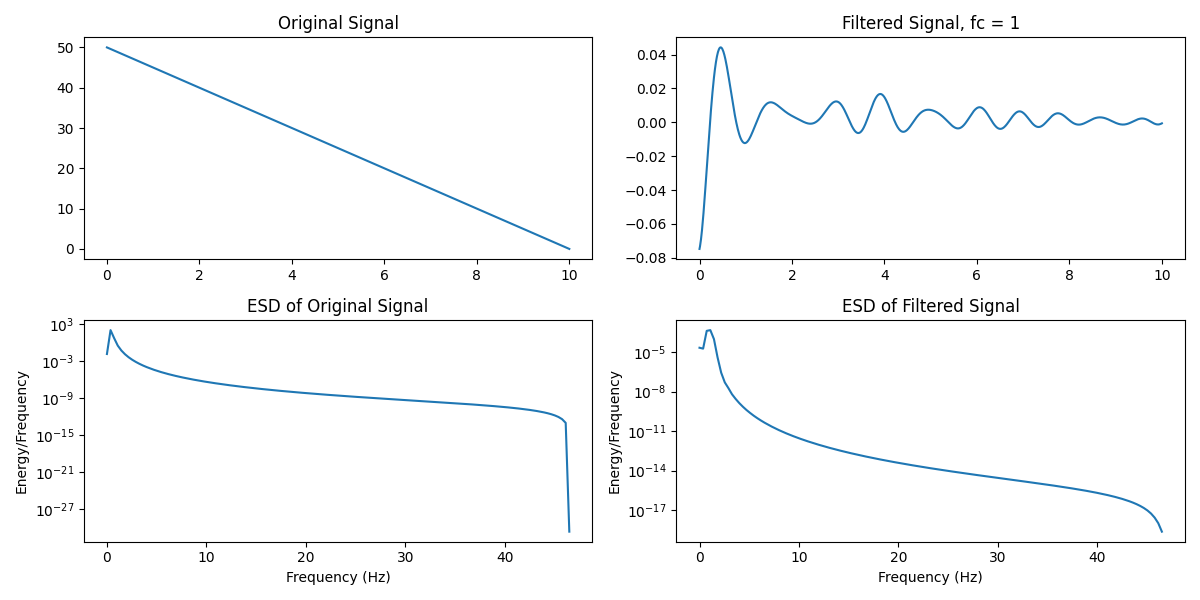 Original Signal
50
40
30
20
10
0
0 2 4 6 8 10
Filtered Signal, fc = 1
0.04
0.02
0.00
−0.02
−0.04
−0.06
−0.08
0 2 4 6 8 10
ESD of Original Signal
Energy/Frequency
10³
10⁻³
10⁻⁹
10⁻¹⁵
10⁻²¹
10⁻²⁷
0 10 20 30 40
Frequency (Hz)
ESD of Filtered Signal
Energy/Frequency
10⁻⁵
10⁻⁸
10⁻¹¹
10⁻¹⁴
10⁻¹⁷
0 10 20 30 40
Frequency (Hz)